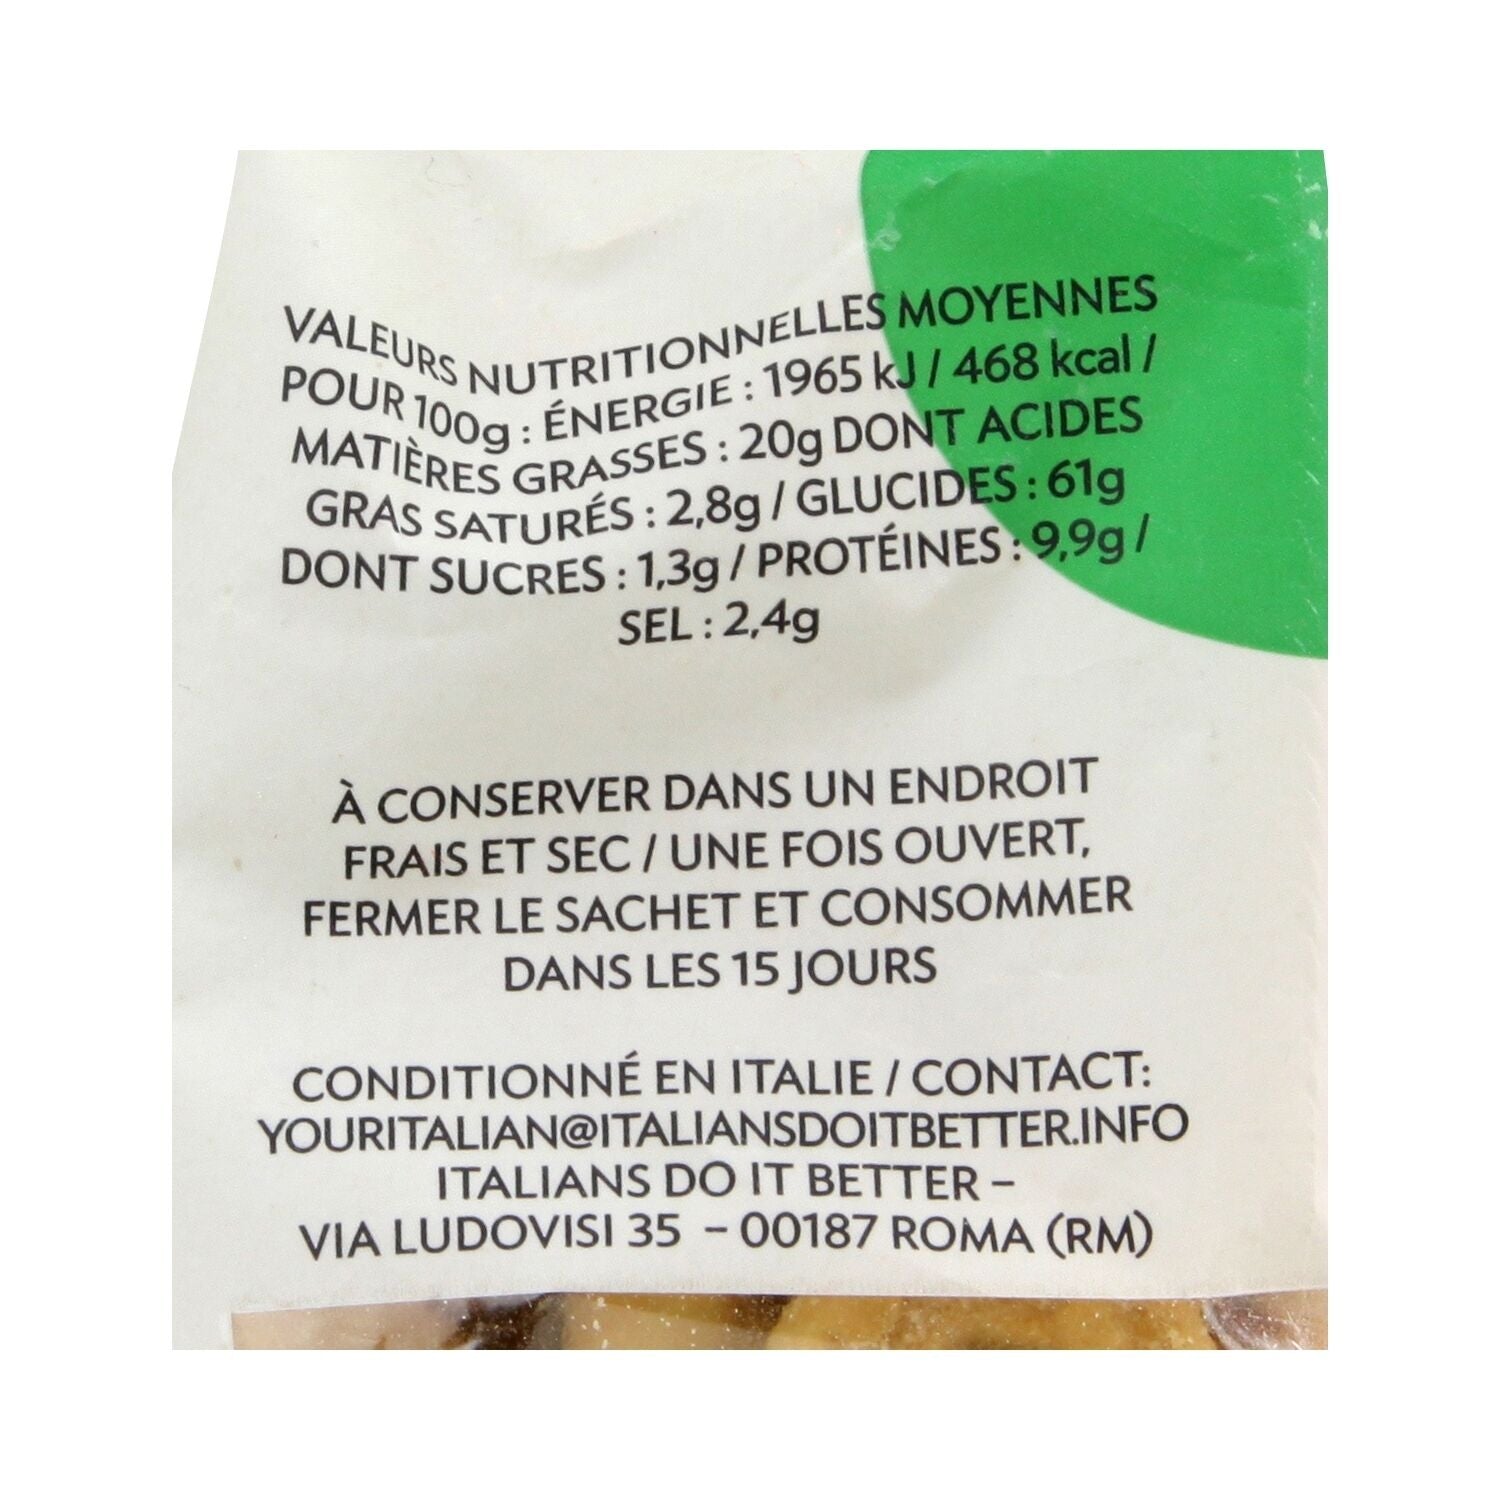 VALEURS NUTRITIONNELLES MOYENNES
POUR 100g : ÉNERGIE : 1965 kJ / 468 kcal /
MATIÈRES GRASSES : 20g DONT ACIDES
GRAS SATURÉS : 2,8g / GLUCIDES : 61g
DONT SUCRES : 1,3g / PROTÉINES : 9,9g /
SEL : 2,4g
À CONSERVER DANS UN ENDROIT
FRAIS ET SEC / UNE FOIS OUVERT,
FERMER LE SACHET ET CONSOMMER
DANS LES 15 JOURS
CONDITIONNÉ EN ITALIE / CONTACT:
YOURITALIAN@ITALIANSDOITBETTER.INFO
ITALIANS DO IT BETTER –
VIA LUDOVISI 35 – 00187 ROMA (RM)